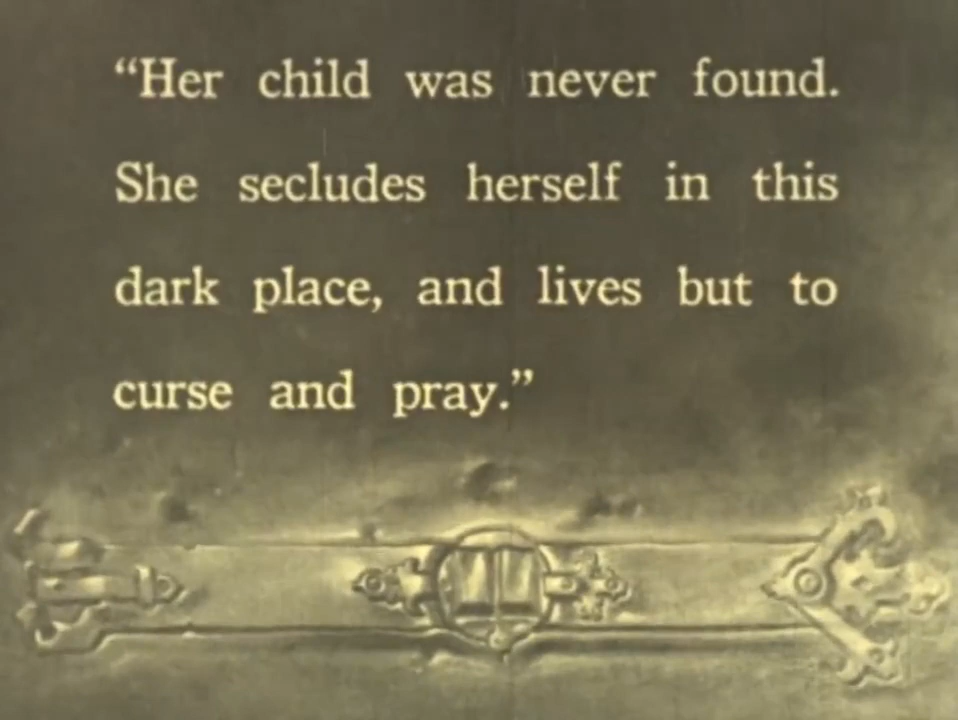 “Her child was never found.
She secludes herself in this
dark place, and lives but to
curse and pray.”